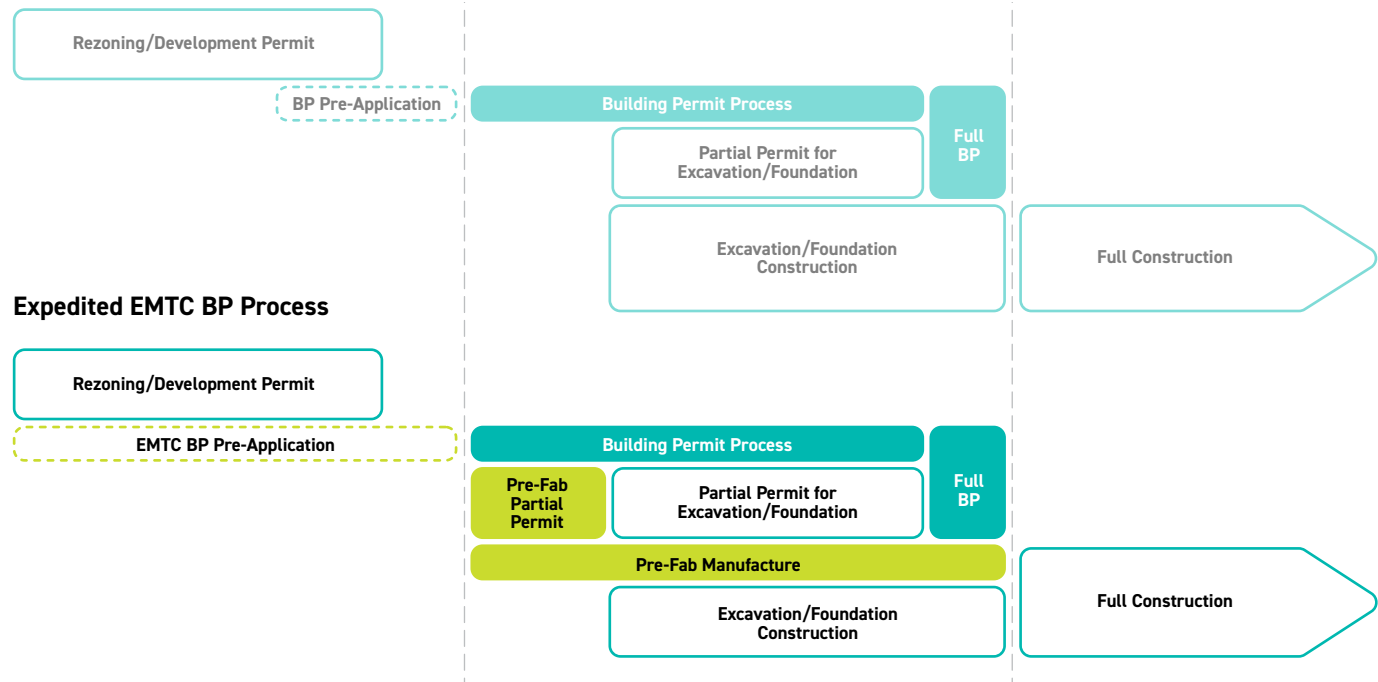 Rezoning/Development Permit
BP Pre-Application
Building Permit Process
Full
BP
Partial Permit for
Excavation/Foundation
Excavation/Foundation
Construction
Full Construction
Expedited EMTC BP Process
Rezoning/Development Permit
EMTC BP Pre-Application
Building Permit Process
Full
BP
Pre-Fab
Partial
Permit
Partial Permit for
Excavation/Foundation
Pre-Fab Manufacture
Excavation/Foundation
Construction
Full Construction